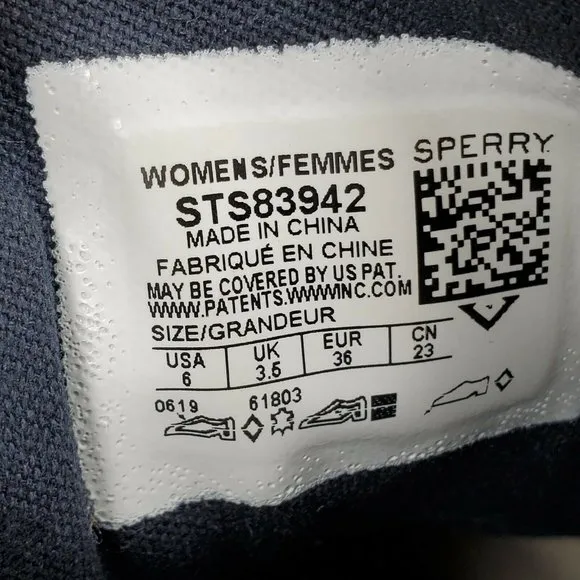 SPERRY
WOMENS/FEMMES
STS83942
MADE IN CHINA
FABRIQUÉ EN CHINE
MAY BE COVERED BY US PAT.
WWW.PATENTS.WWWINC.COM
SIZE/GRANDEUR
USA UK EUR CN
6 3.5 36 23
0619 61803